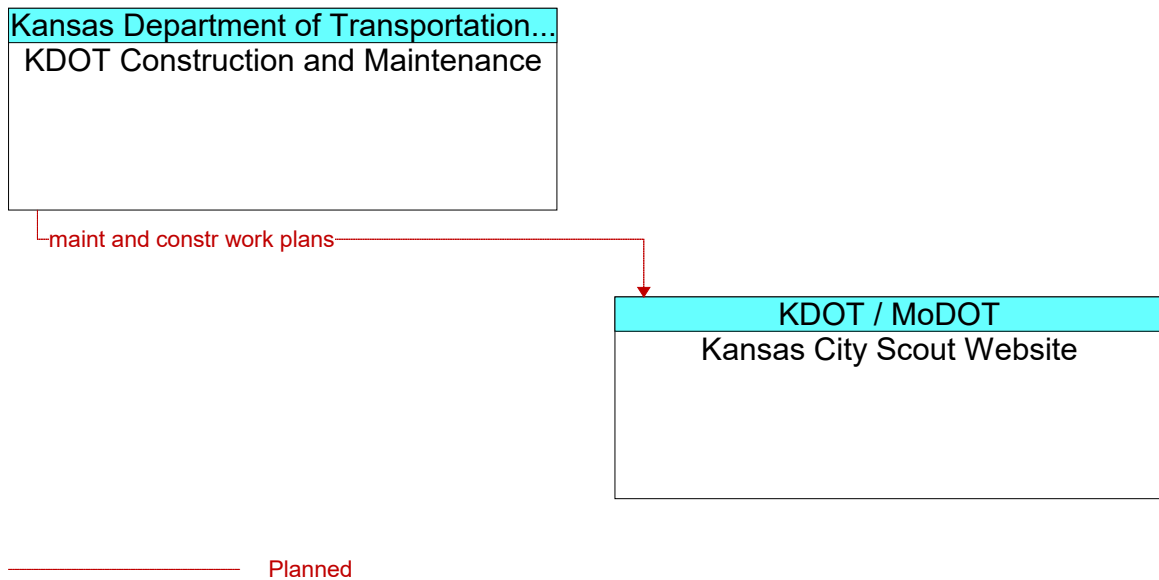 Kansas Department of Transportation...
KDOT Construction and Maintenance
maint and constr work plans
KDOT / MoDOT
Kansas City Scout Website
Planned